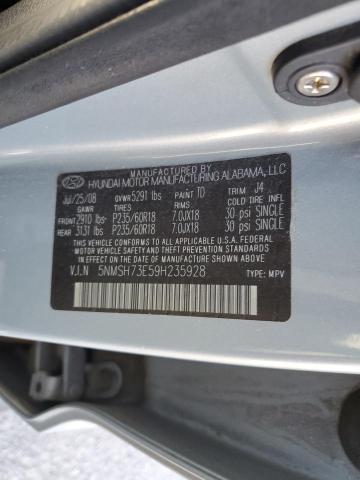 MANUFACTURED BY
HYUNDAI MOTOR MANUFACTURING ALABAMA, LLC
Jul/25/08 GVWR 5291 lbs PAINT TD TRIM J4
GAWR TIRES RIMS COLD TIRE INFL
FRONT 2910 lbs P235/60R18 7.0JX18 30 psi SINGLE
REAR 3131 lbs P235/60R18 7.0JX18 30 psi SINGLE
THIS VEHICLE CONFORMS TO ALL APPLICABLE FEDERAL MOTOR VEHICLE SAFETY AND THEFT PREVENTION STANDARDS IN EFFECT ON THE DATE OF MANUFACTURE SHOWN ABOVE.
V.I.N 5NMSH73E59H235928 TYPE: MPV